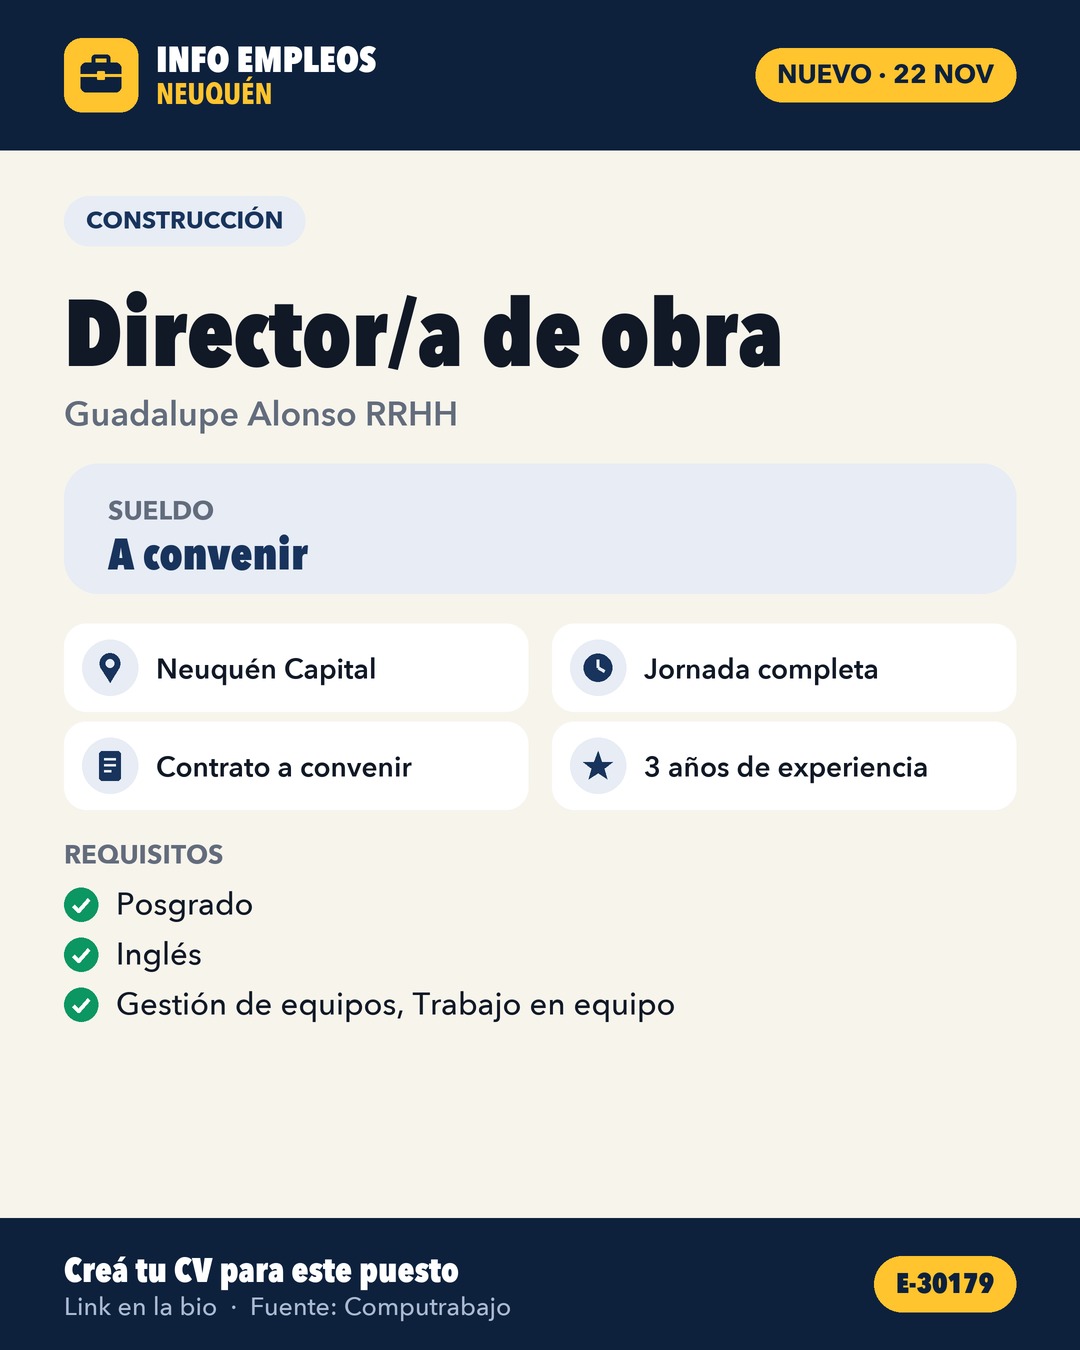 INFO EMPLEOS
NEUQUÉN
NUEVO · 22 NOV
CONSTRUCCIÓN
Director/a de obra
Guadalupe Alonso RRHH
SUELDO
A convenir
Neuquén Capital
Jornada completa
Contrato a convenir
3 años de experiencia
REQUISITOS
Posgrado
Inglés
Gestión de equipos, Trabajo en equipo
Creá tu CV para este puesto
Link en la bio · Fuente: Computrabajo
E-30179